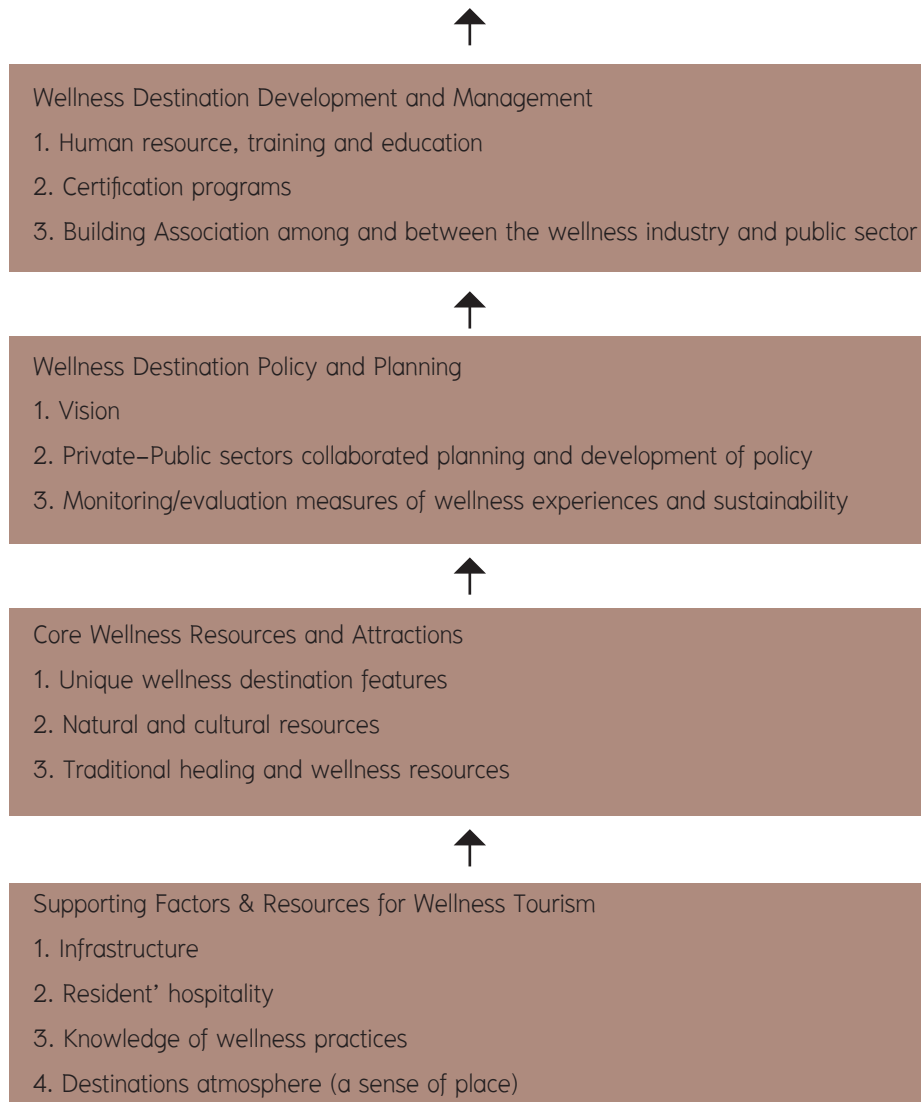 Wellness Destination Development and Management
1. Human resource, training and education
2. Certification programs
3. Building Association among and between the wellness industry and public sector
Wellness Destination Policy and Planning
1. Vision
2. Private-Public sectors collaborated planning and development of policy
3. Monitoring/evaluation measures of wellness experiences and sustainability
Core Wellness Resources and Attractions
1. Unique wellness destination features
2. Natural and cultural resources
3. Traditional healing and wellness resources
Supporting Factors & Resources for Wellness Tourism
1. Infrastructure
2. Resident’ hospitality
3. Knowledge of wellness practices
4. Destinations atmosphere (a sense of place)